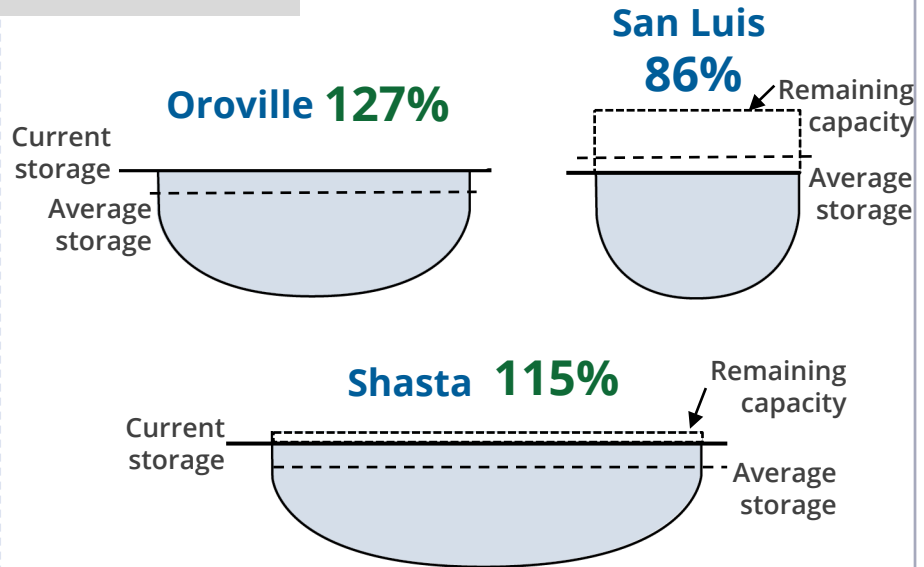 San Luis
86%
Remaining
capacity
Oroville 127%
Current
storage
Average
storage
Average
storage
Shasta 115%
Remaining
capacity
Current
storage
Average
storage